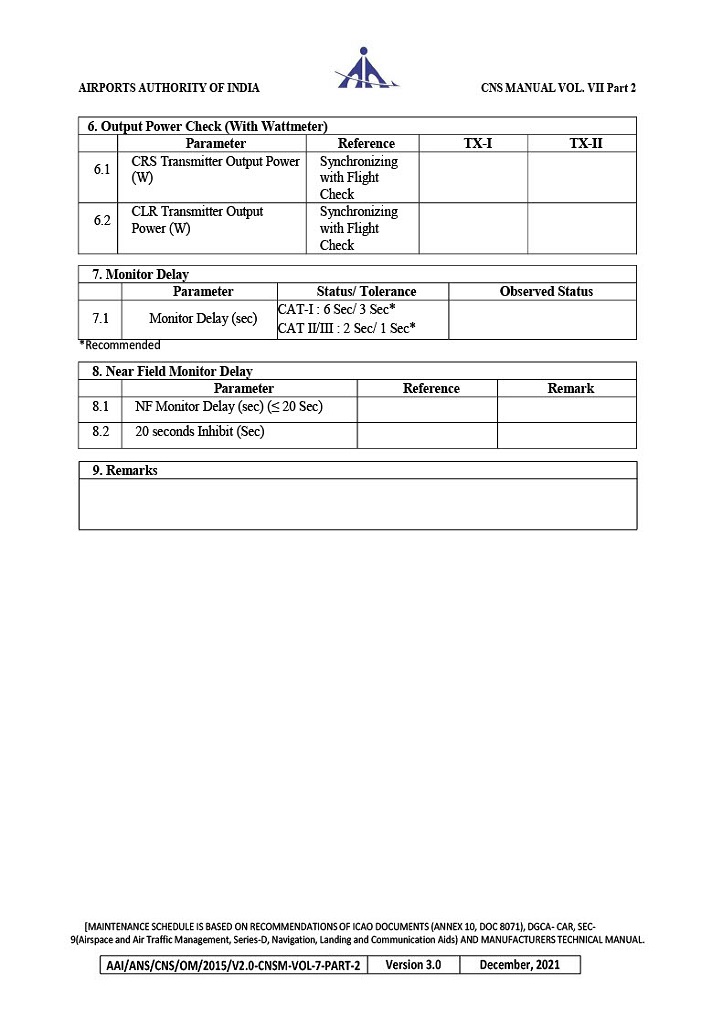 AIRPORTS AUTHORITY OF INDIA
CNS MANUAL VOL. VII Part 2
6. Output Power Check (With Wattmeter)
Parameter Reference TX-I TX-II
6.1 CRS Transmitter Output Power (W) Synchronizing with Flight Check
6.2 CLR Transmitter Output Power (W) Synchronizing with Flight Check
7. Monitor Delay
Parameter Status/ Tolerance Observed Status
7.1 Monitor Delay (sec) CAT-I : 6 Sec/ 3 Sec*
CAT II/III : 2 Sec/ 1 Sec*
*Recommended
8. Near Field Monitor Delay
Parameter Reference Remark
8.1 NF Monitor Delay (sec) (≤ 20 Sec)
8.2 20 seconds Inhibit (Sec)
9. Remarks
[MAINTENANCE SCHEDULE IS BASED ON RECOMMENDATIONS OF ICAO DOCUMENTS (ANNEX 10, DOC 8071), DGCA- CAR, SEC-
9(Airspace and Air Traffic Management, Series-D, Navigation, Landing and Communication Aids) AND MANUFACTURERS TECHNICAL MANUAL.
AAI/ANS/CNS/OM/2015/V2.0-CNSM-VOL-7-PART-2 Version 3.0 December, 2021